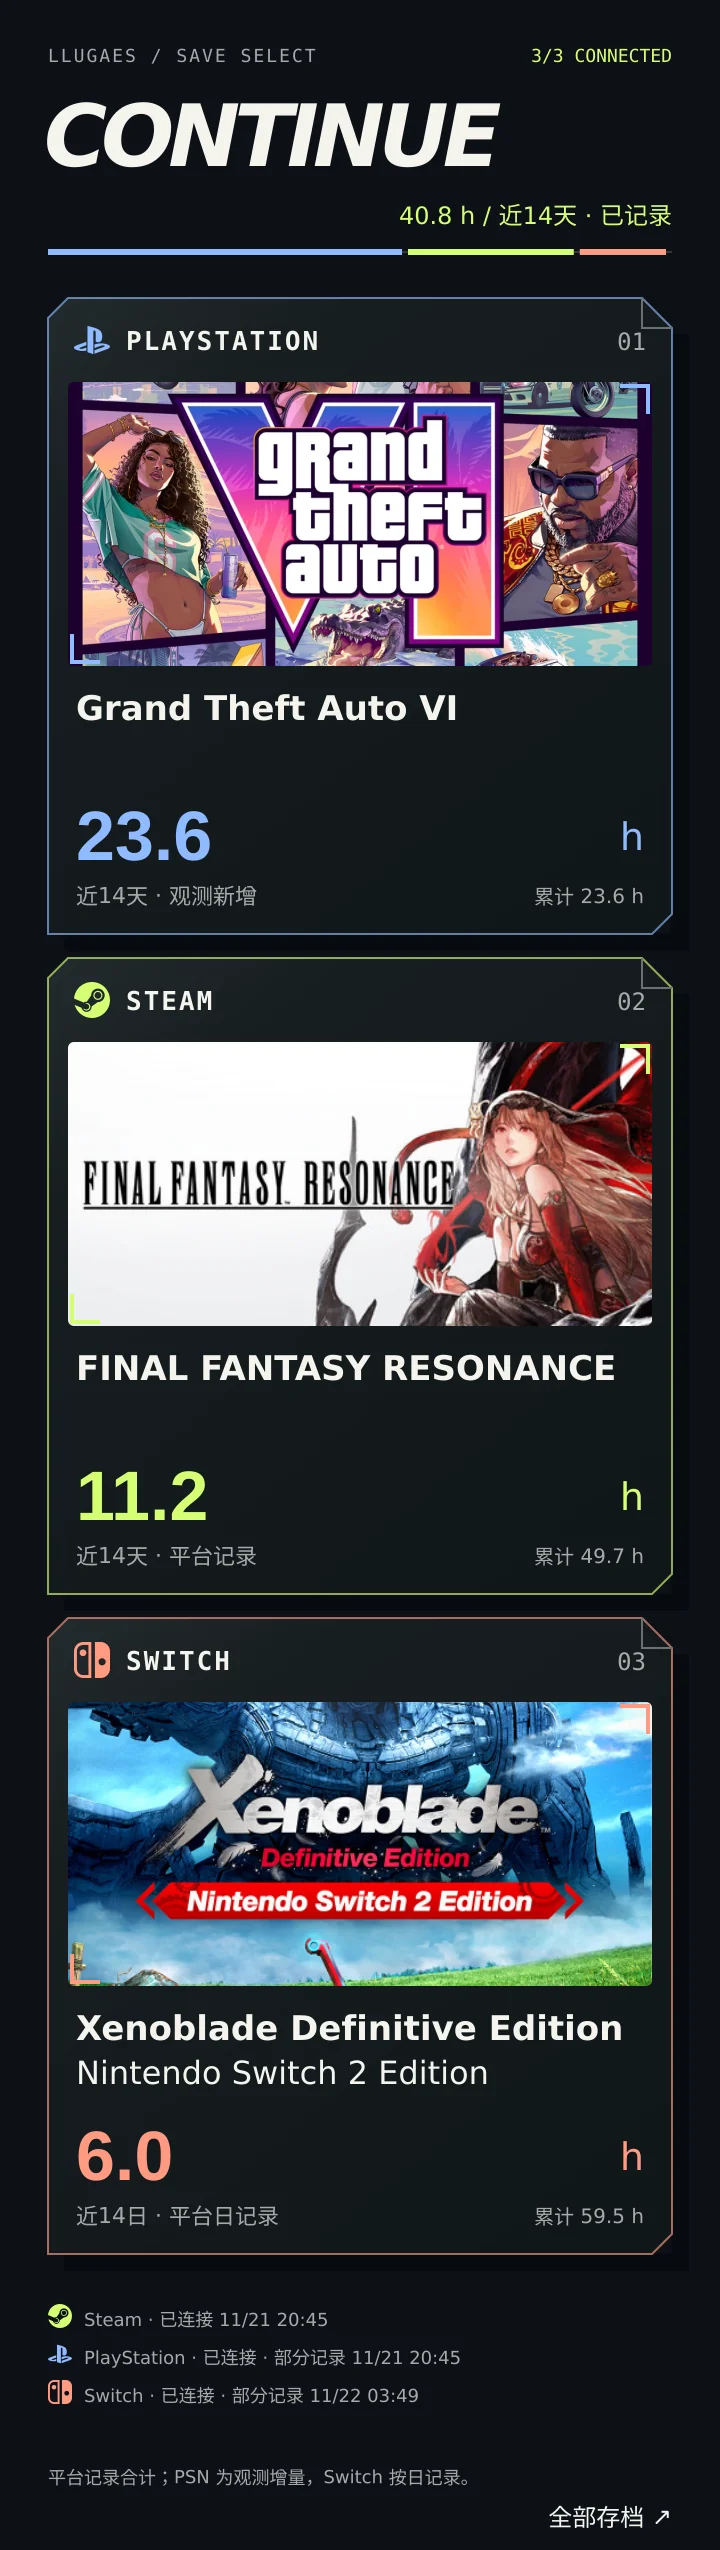 LLUGAES / SAVE SELECT
3/3 CONNECTED
CONTINUE
40.8 h / 近14天 · 已记录
PLAYSTATION
01
grand
theft
auto
VI
Grand Theft Auto VI
23.6
h
近14天 · 观测新增
累计 23.6 h
STEAM
02
FINAL FANTASY RESONANCE
FINAL FANTASY RESONANCE
11.2
h
近14天 · 平台记录
累计 49.7 h
SWITCH
03
Xenoblade™
Definitive Edition
Nintendo Switch 2 Edition
Xenoblade Definitive Edition
Nintendo Switch 2 Edition
6.0
h
近14日 · 平台日记录
累计 59.5 h
Steam · 已连接 11/21 20:45
PlayStation · 已连接 · 部分记录 11/21 20:45
Switch · 已连接 · 部分记录 11/22 03:49
平台记录合计；PSN 为观测增量，Switch 按日记录。
全部存档 ↗